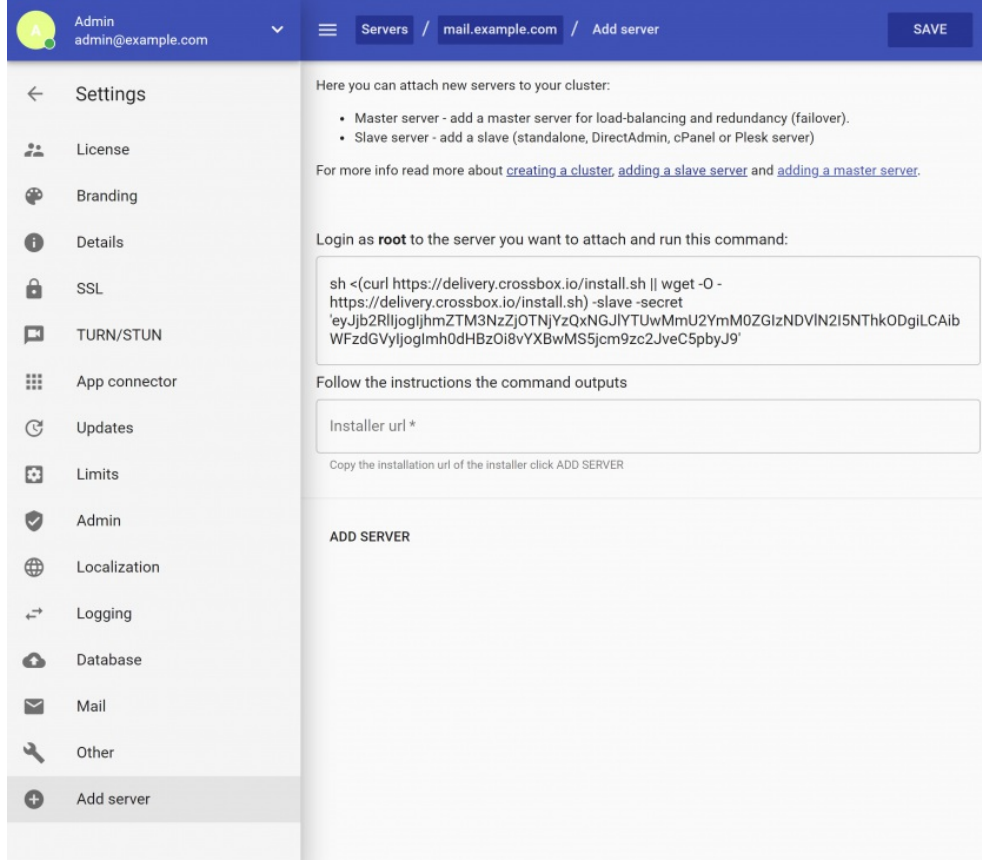 A
Admin
admin@example.com
Servers / mail.example.com / Add server
SAVE
Settings
License
Branding
Details
SSL
TURN/STUN
App connector
Updates
Limits
Admin
Localization
Logging
Database
Mail
Other
Add server
Here you can attach new servers to your cluster:
• Master server - add a master server for load-balancing and redundancy (failover).
• Slave server - add a slave (standalone, DirectAdmin, cPanel or Plesk server)
For more info read more about creating a cluster, adding a slave server and adding a master server.
Login as root to the server you want to attach and run this command:
sh <(curl https://delivery.crossbox.io/install.sh || wget -O -
https://delivery.crossbox.io/install.sh) -slave -secret
'eyJjb2RlIjogIjhmZTM3NzZjOTNjYzQxNGJlYTUwMmU2YmM0ZGIzNDVlN2I5NThkODgiLCAib
WFzdGVyIjogImh0dHBzOi8vYXBwMS5jcm9zc2JveC5pbyJ9'
Follow the instructions the command outputs
Installer url *
Copy the installation url of the installer click ADD SERVER
ADD SERVER